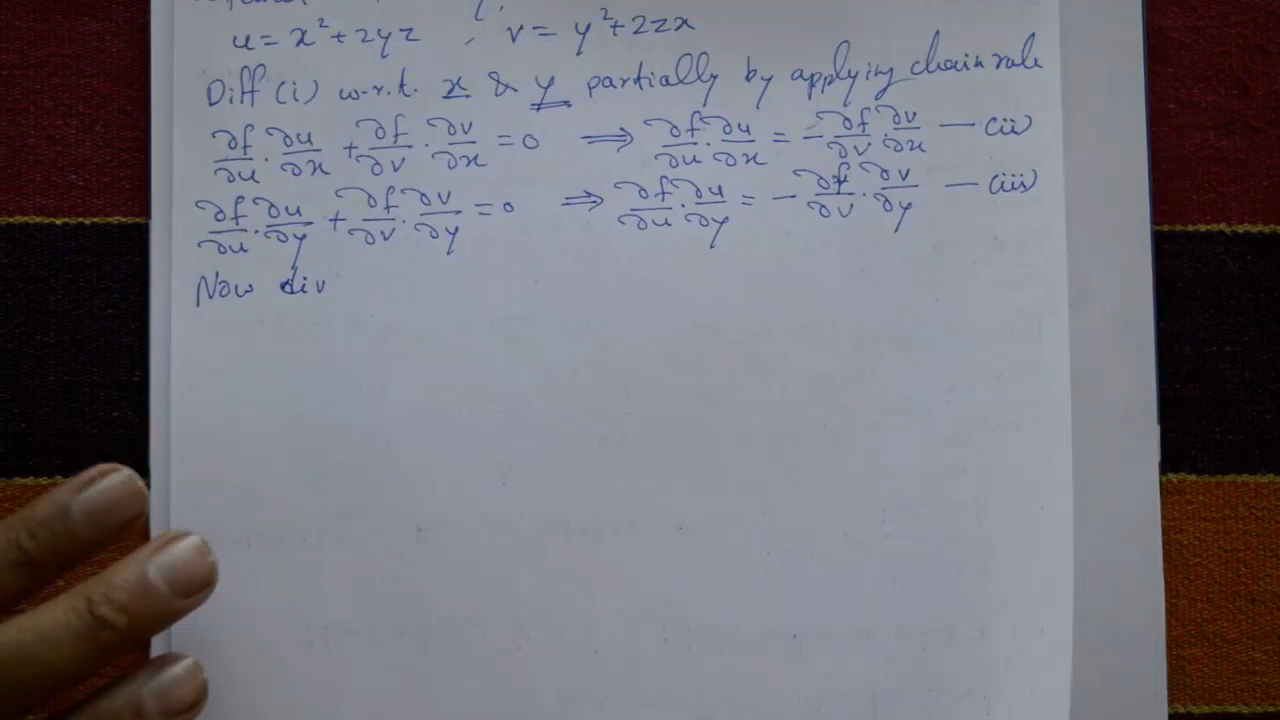 u = x² + 2yz , v = y² + 2zx
Diff (i) w.r.t. x & y partially by applying chain rule
∂f/∂u · ∂u/∂x + ∂f/∂v · ∂v/∂x = 0 ⟹ ∂f/∂u · ∂u/∂x = - ∂f/∂v · ∂v/∂x — (ii)
∂f/∂u · ∂u/∂y + ∂f/∂v · ∂v/∂y = 0 ⟹ ∂f/∂u · ∂u/∂y = - ∂f/∂v · ∂v/∂y — (iii)
Now div